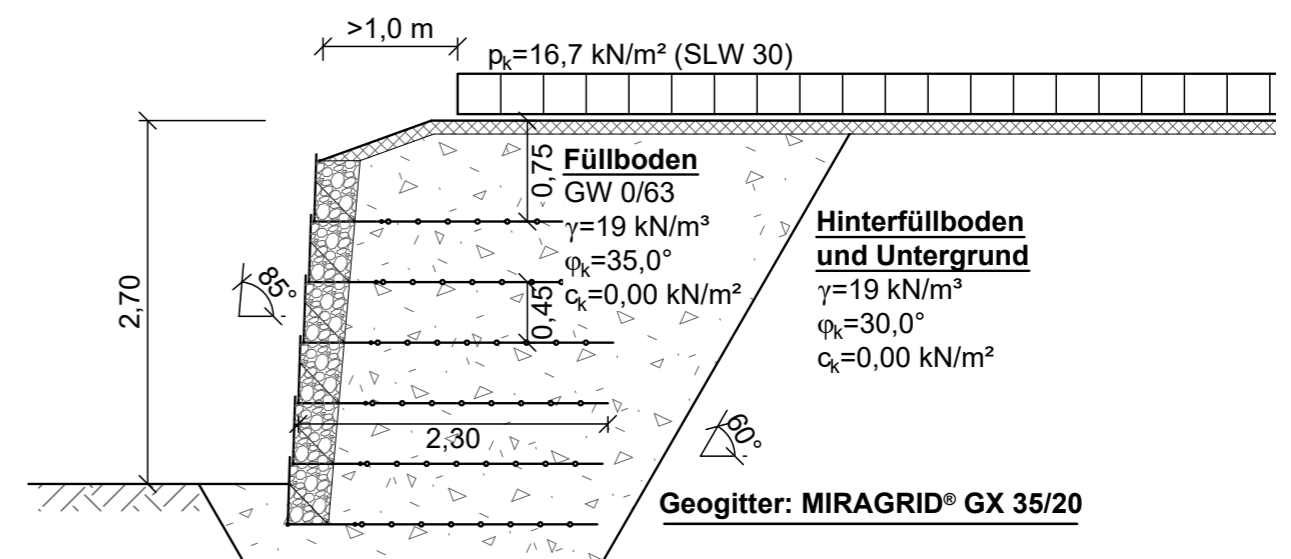 >1,0 m
pk=16,7 kN/m² (SLW 30)
2,70
0,75
Füllboden
GW 0/63
γ=19 kN/m³
φk=35,0°
ck=0,00 kN/m²
0,45
Hinterfüllboden
und Untergrund
γ=19 kN/m³
φk=30,0°
ck=0,00 kN/m²
85°
2,30
60°
Geogitter: MIRAGRID® GX 35/20